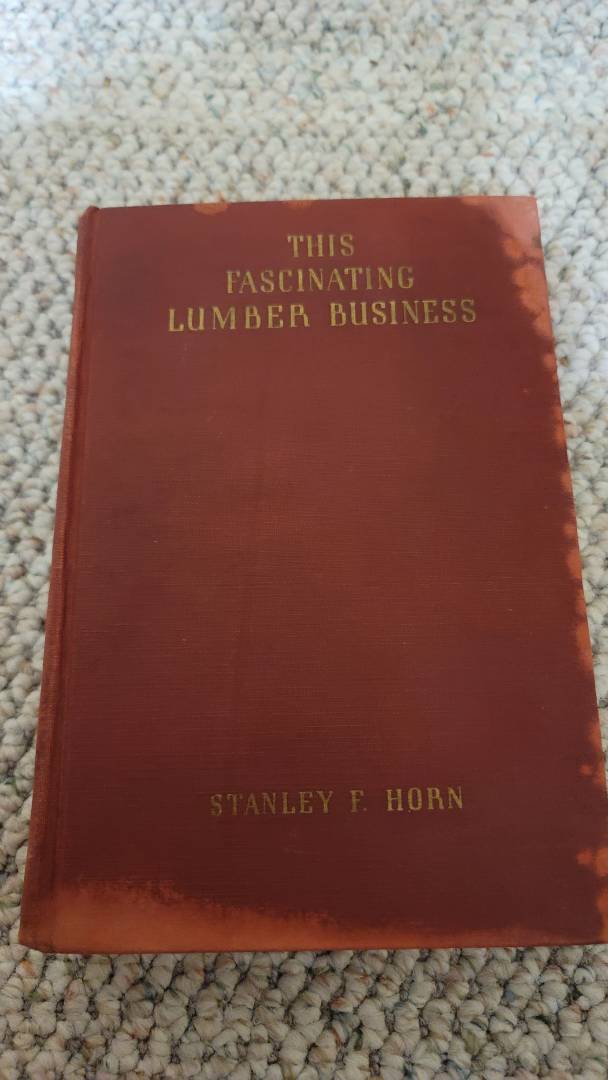 THIS
FASCINATING
LUMBER BUSINESS
STANLEY F. HORN